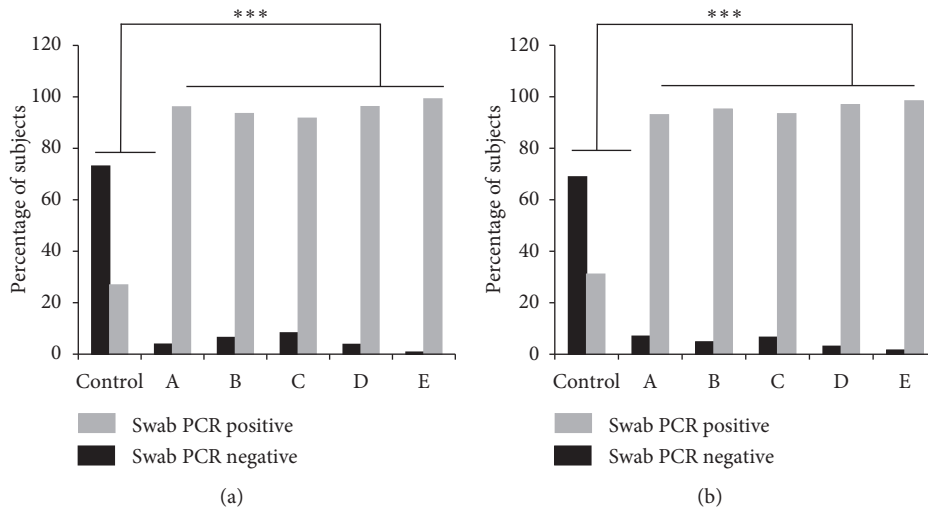 ***
120
100
80
60
40
20
0
Percentage of subjects
Control A B C D E
Swab PCR positive
Swab PCR negative
(a)
***
120
100
80
60
40
20
0
Percentage of subjects
Control A B C D E
Swab PCR positive
Swab PCR negative
(b)